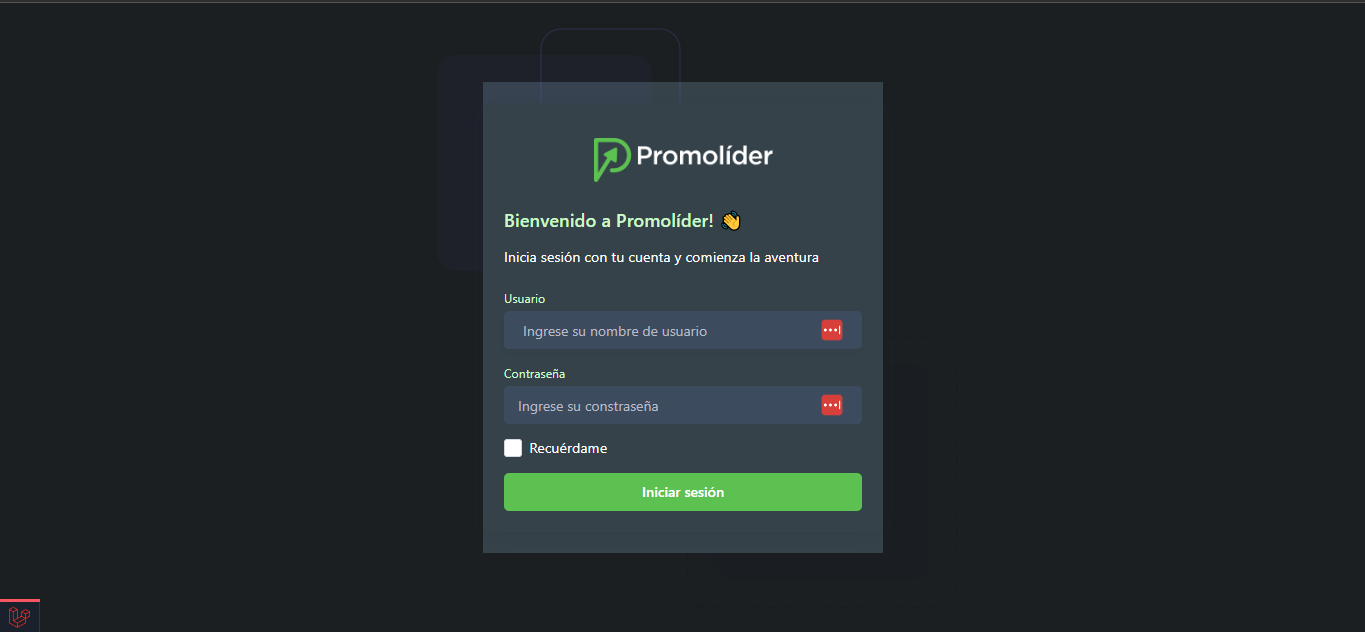 Promolíder
Bienvenido a Promolíder! 👋
Inicia sesión con tu cuenta y comienza la aventura
Usuario
Ingrese su nombre de usuario
Contraseña
Ingrese su constraseña
Recuérdame
Iniciar sesión